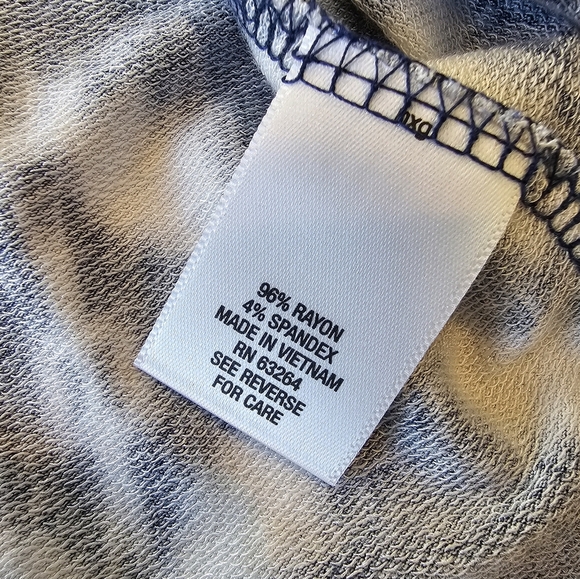 96% RAYON
4% SPANDEX
MADE IN VIETNAM
RN 63264
SEE REVERSE
FOR CARE